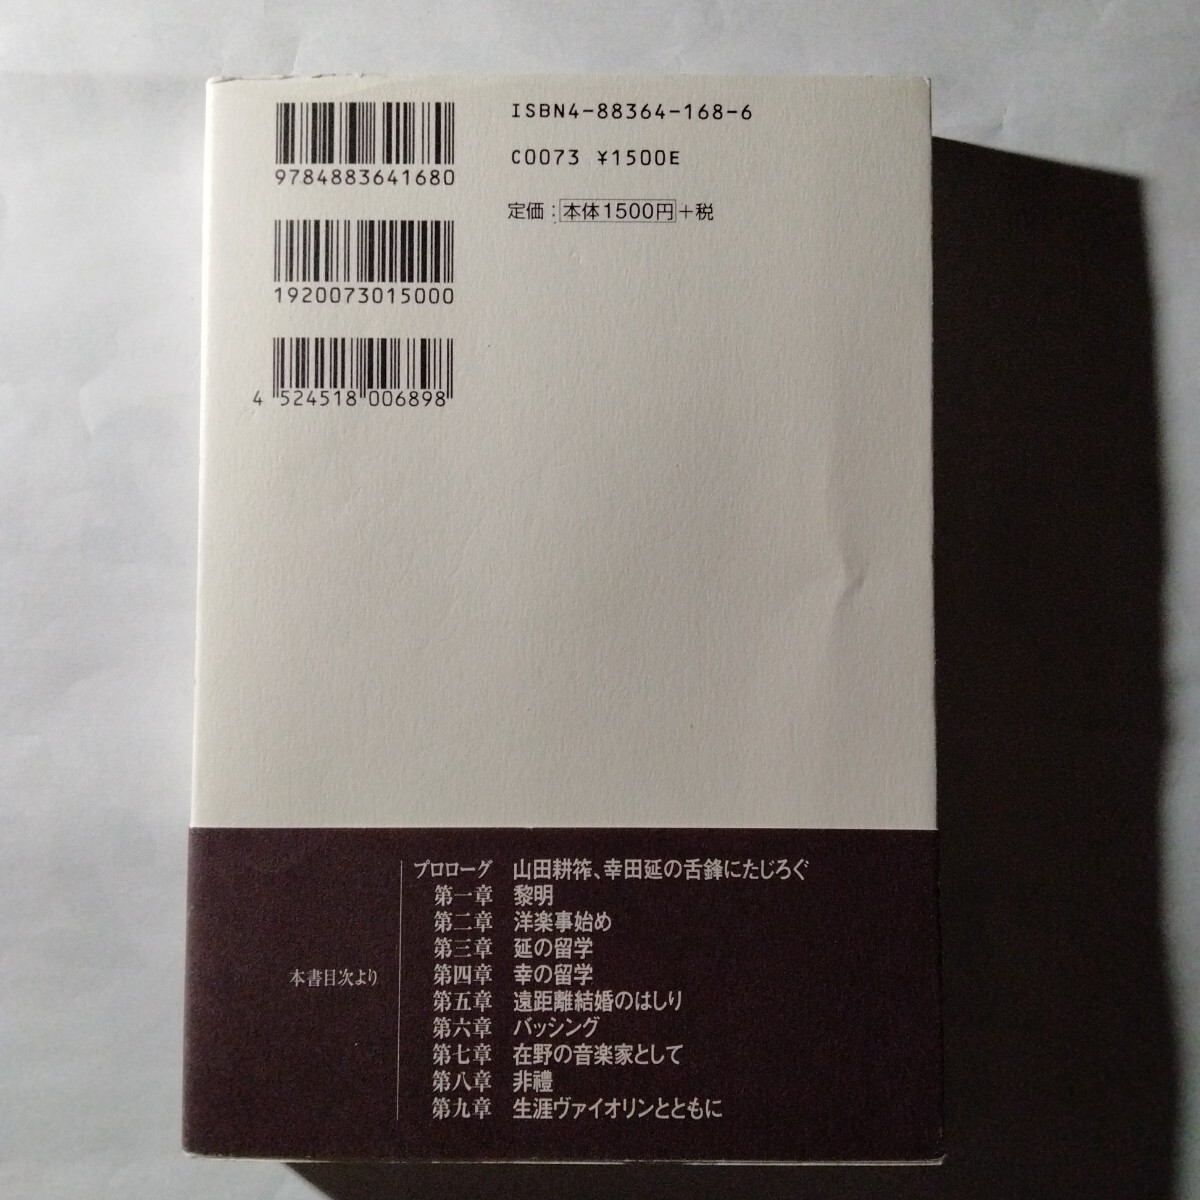 ISBN4-88364-168-6
9784883641680
C0073 ¥1500E
定価：本体1500円＋税
1920073015000
4 524518 006898
本書目次より
プロローグ 山田耕筰、幸田延の舌鋒にたじろぐ
第一章 黎明
第二章 洋楽事始め
第三章 延の留学
第四章 幸の留学
第五章 遠距離結婚のはしり
第六章 バッシング
第七章 在野の音楽家として
第八章 非禮
第九章 生涯ヴァイオリンとともに